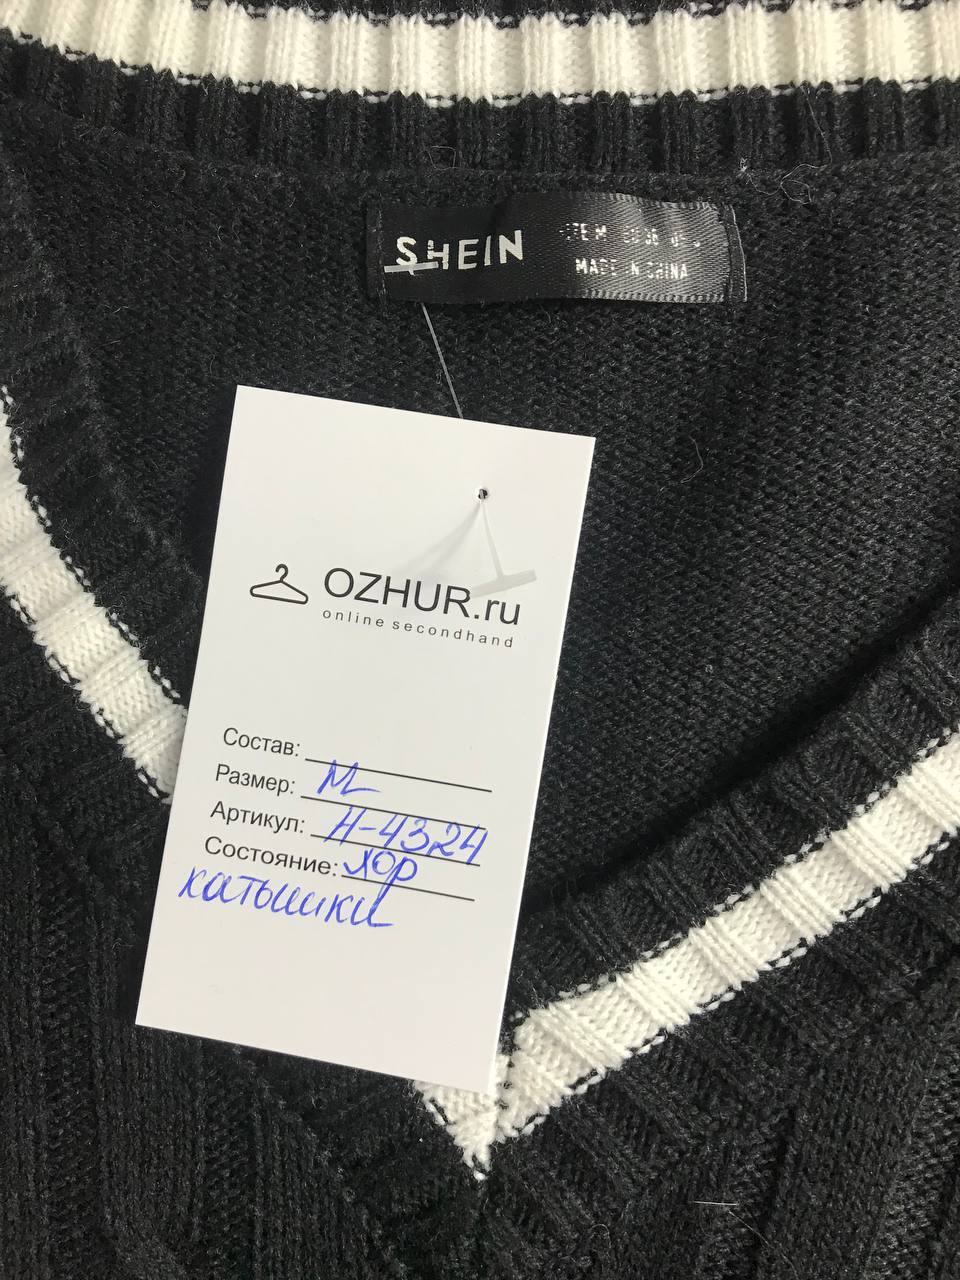 SHEIN
MADE IN CHINA
OZHUR.ru
online secondhand
Состав:
Размер: M
Артикул: H-4324
Состояние: хор
катышки